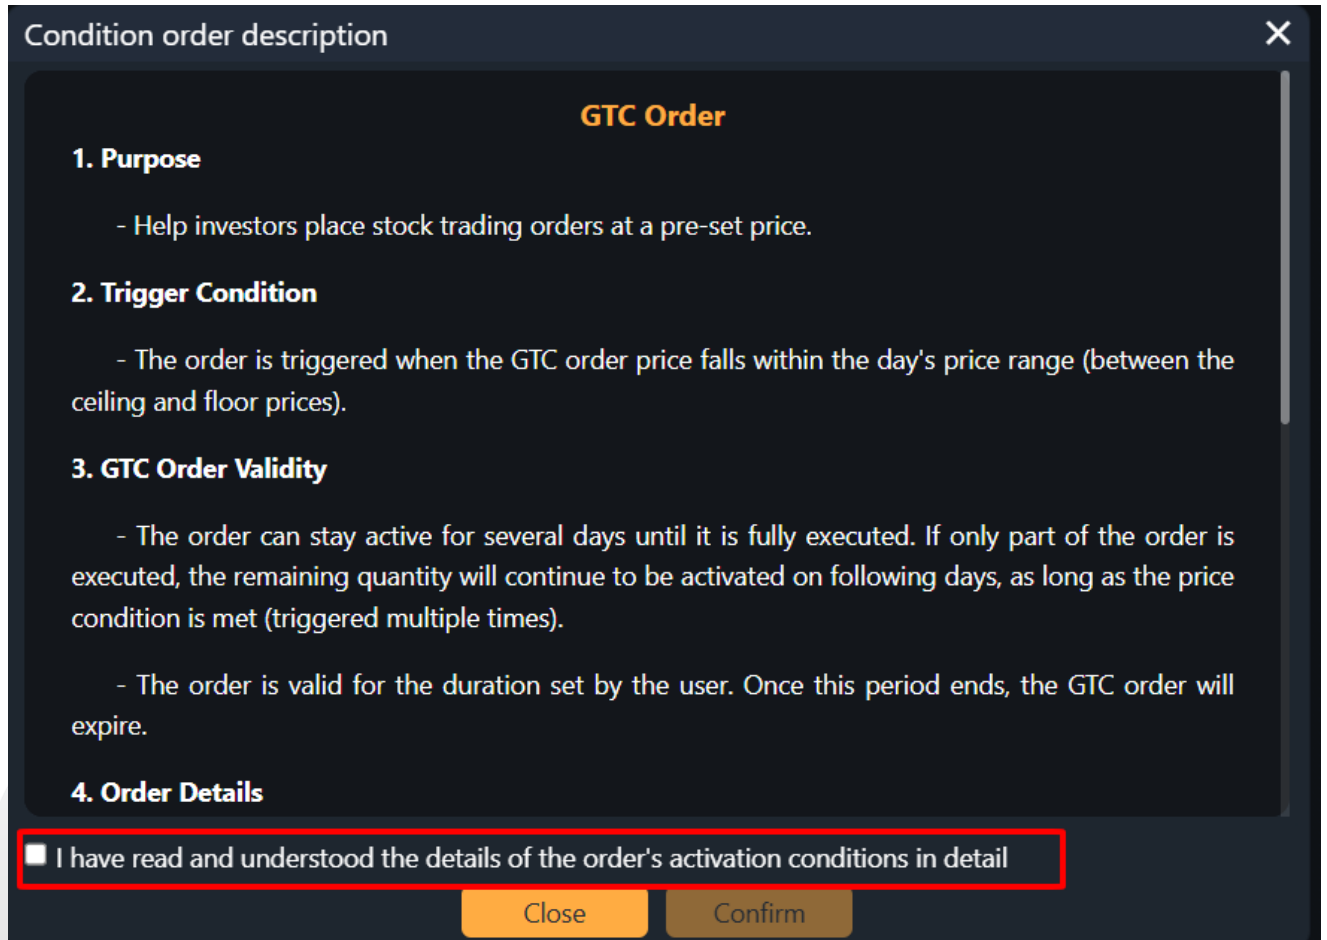 Condition order description
GTC Order
1. Purpose
- Help investors place stock trading orders at a pre-set price.
2. Trigger Condition
- The order is triggered when the GTC order price falls within the day's price range (between the
ceiling and floor prices).
3. GTC Order Validity
- The order can stay active for several days until it is fully executed. If only part of the order is
executed, the remaining quantity will continue to be activated on following days, as long as the price
condition is met (triggered multiple times).
- The order is valid for the duration set by the user. Once this period ends, the GTC order will
expire.
4. Order Details
I have read and understood the details of the order's activation conditions in detail
Close Confirm